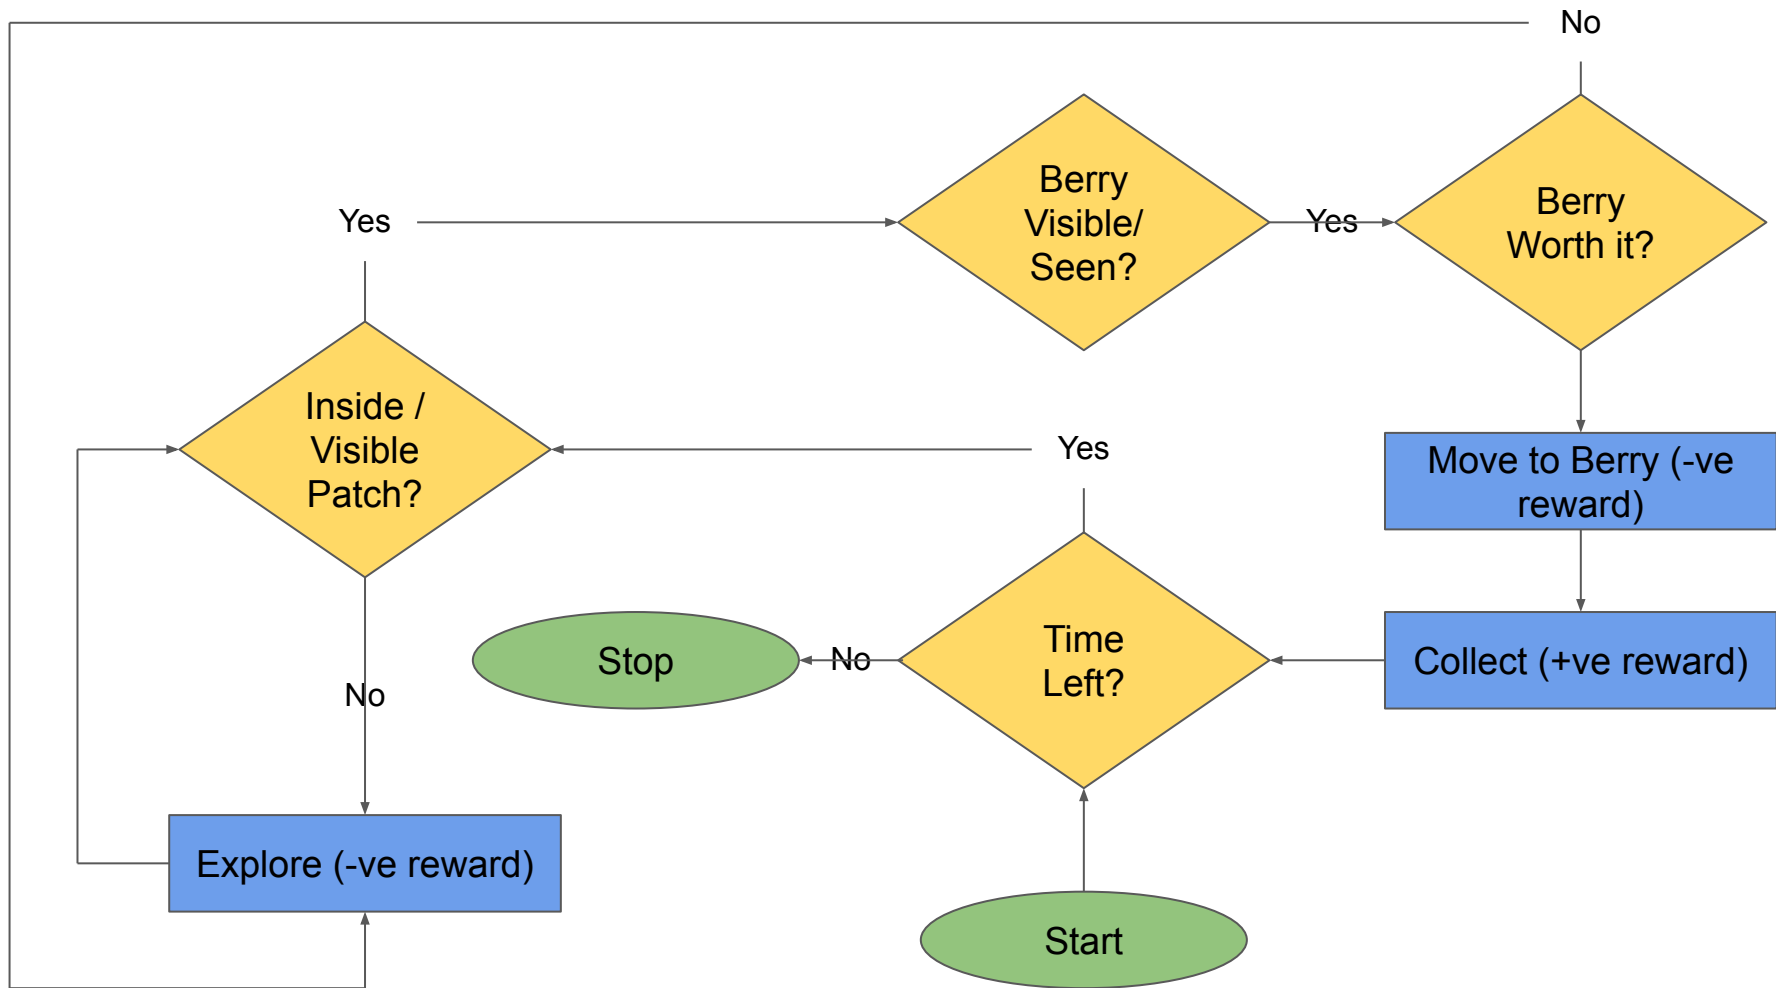 No
Berry
Visible/
Seen?
Berry
Worth it?
Yes
Yes
Inside /
Visible
Patch?
Yes
Move to Berry (-ve
reward)
Time
Left?
Stop
No
Collect (+ve reward)
No
Explore (-ve reward)
Start